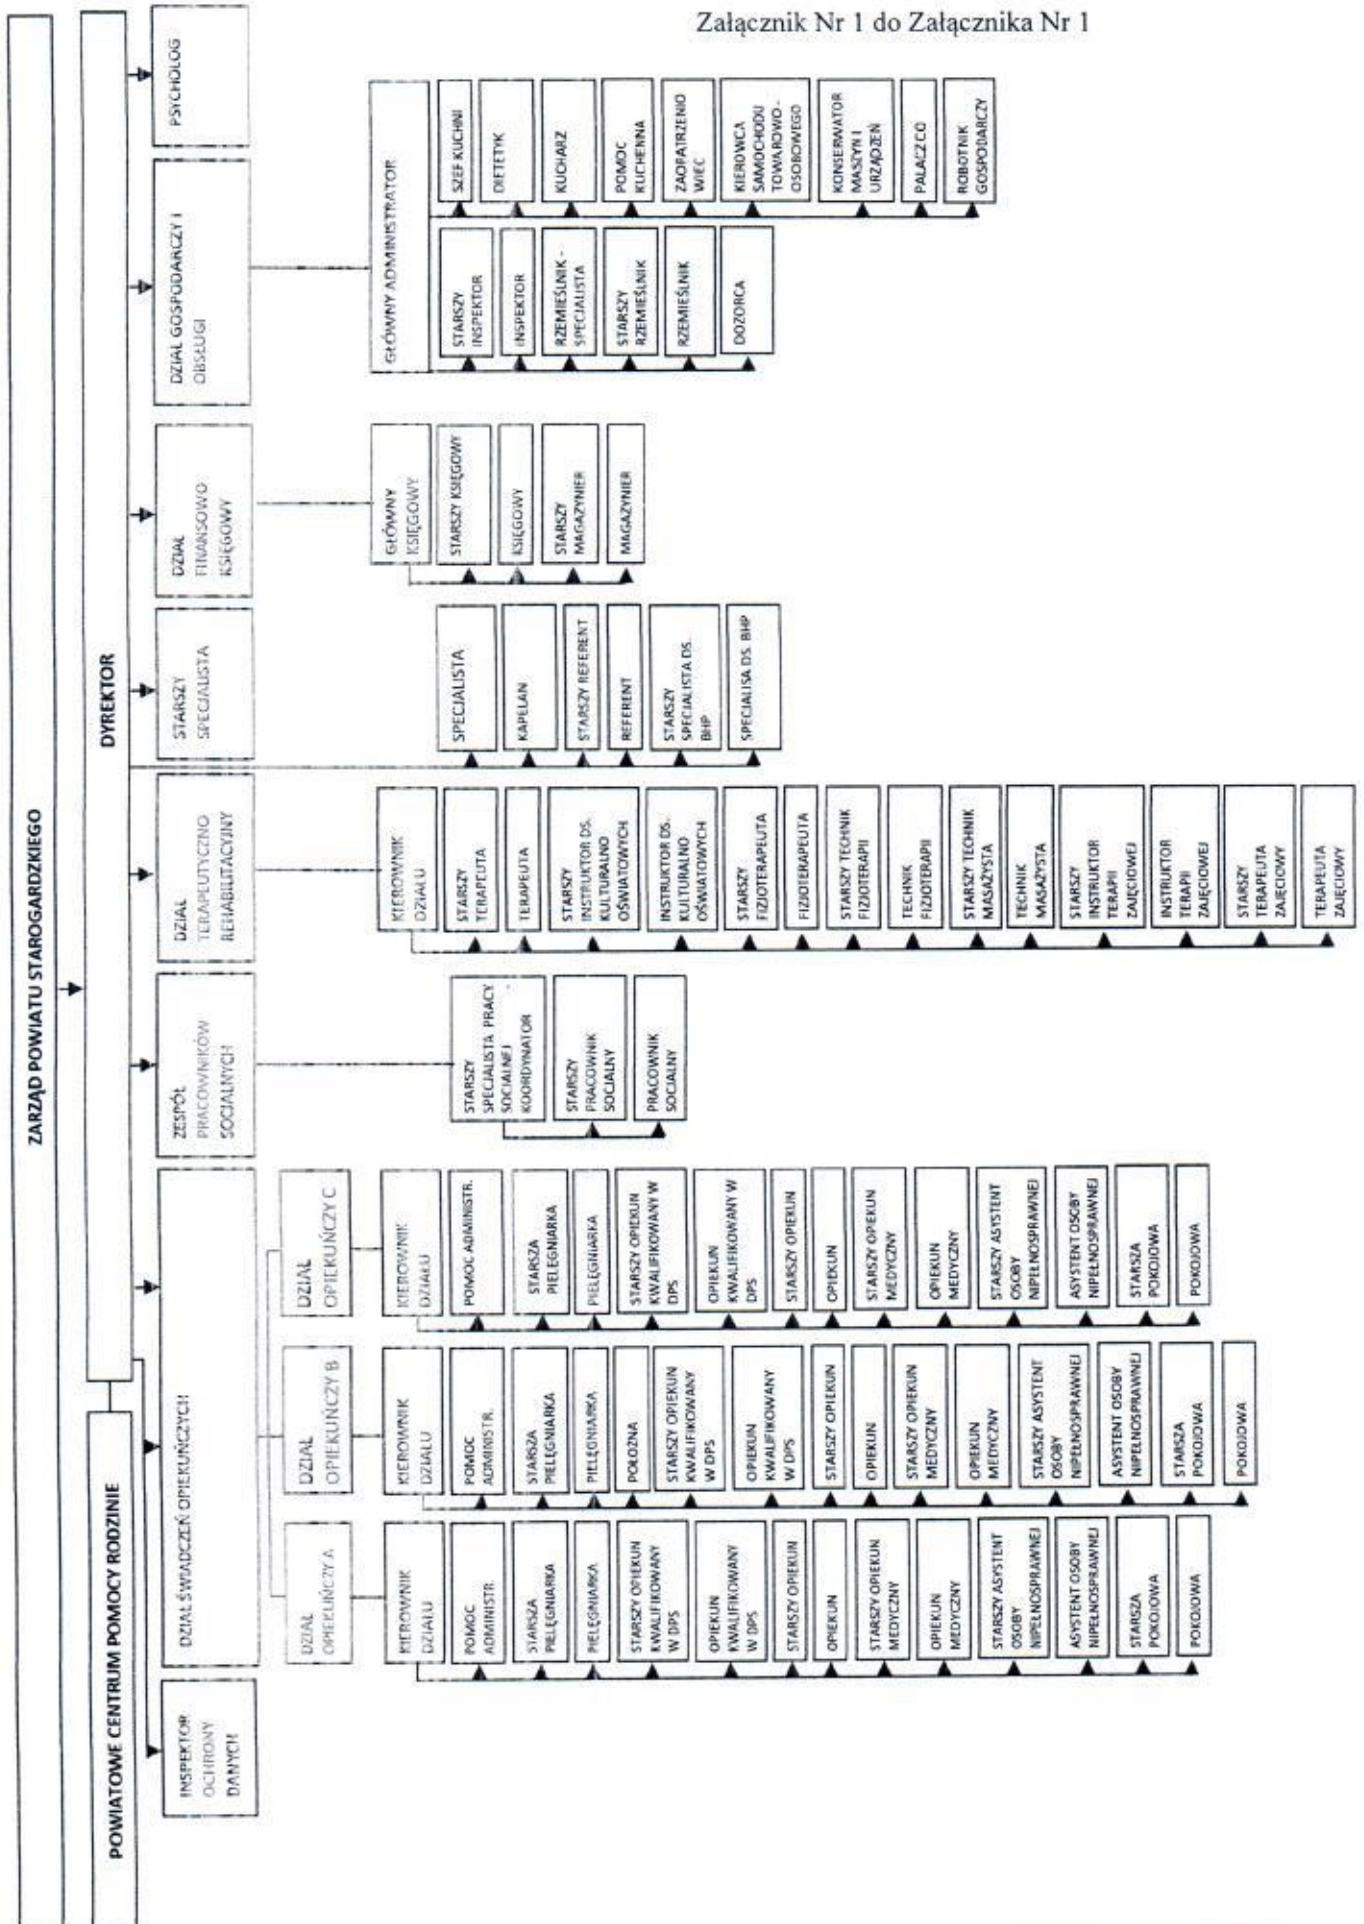 Załącznik Nr 1 do Załącznika Nr 1
ZARZĄD POWIATU STAROGARDZKIEGO
POWIATOWE CENTRUM POMOCY RODZINIE
DYREKTOR
INSPEKTOR
OCHRONY
DANYCH
DZIAŁ ŚWIADCZEŃ OPIEKUŃCZYCH
ZESPÓŁ
PRACOWNIKÓW
SOCJALNYCH
DZIAŁ
TERAPEUTYCZNO
REHABILITACYJNY
STARSZY
SPECJALISTA
DZIAŁ
FINANSOWO
KSIĘGOWY
DZIAŁ GOSPODARCZY I
OBSŁUGI
PSYCHOLOG
DZIAŁ
OPIEKUŃCZY A
KIEROWNIK
DZIAŁU
POMOC
ADMINISTR.
STARSZA
PIELĘGNIARKA
PIELĘGNIARKA
STARSZY OPIEKUN
KWALIFIKOWANY
W DPS
OPIEKUN
KWALIFIKOWANY
W DPS
STARSZY OPIEKUN
OPIEKUN
STARSZY OPIEKUN
MEDYCZNY
OPIEKUN
MEDYCZNY
STARSZY ASYSTENT
OSOBY
NIPEŁNOSPRAWNEJ
ASYSTENT OSOBY
NIPEŁNOSPRAWNEJ
STARSZA
POKOJOWA
POKOJOWA
DZIAŁ
OPIEKUŃCZY B
KIEROWNIK
DZIAŁU
POMOC
ADMINISTR.
STARSZA
PIELĘGNIARKA
PIELĘGNIARKA
POŁOŻNA
STARSZY OPIEKUN
KWALIFIKOWANY
W DPS
OPIEKUN
KWALIFIKOWANY
W DPS
STARSZY OPIEKUN
OPIEKUN
STARSZY OPIEKUN
MEDYCZNY
OPIEKUN
MEDYCZNY
STARSZY ASYSTENT
OSOBY
NIPEŁNOSPRAWNEJ
ASYSTENT OSOBY
NIPEŁNOSPRAWNEJ
STARSZA
POKOJOWA
POKOJOWA
DZIAŁ
OPIEKUŃCZY C
KIEROWNIK
DZIAŁU
POMOC ADMINISTR.
STARSZA
PIELEGNIARKA
PIELĘGNIARKA
STARSZY OPIEKUN
KWALIFIKOWANY W
DPS
OPIEKUN
KWALIFIKOWANY W
DPS
STARSZY OPIEKUN
OPIEKUN
STARSZY OPIEKUN
MEDYCZNY
OPIEKUN
MEDYCZNY
STARSZY ASYSTENT
OSOBY
NIPEŁNOSPRAWNEJ
ASYSTENT OSOBY
NIPEŁNOSPRAWNEJ
STARSZA
POKOJOWA
POKOJOWA
STARSZY
SPECJALISTA PRACY
SOCJALNEJ -
KOORDYNATOR
STARSZY
PRACOWNIK
SOCJALNY
PRACOWNIK
SOCJALNY
KIEROWNIK
DZIAŁU
STARSZY
TERAPEUTA
TERAPEUTA
STARSZY
INSTRUKTOR DS.
KULTURALNO
OŚWIATOWYCH
INSTRUKTOR DS.
KULTURALNO
OŚWIATOWYCH
STARSZY
FIZJOTERAPEUTA
FIZJOTERAPEUTA
STARSZY TECHNIK
FIZJOTERAPII
TECHNIK
FIZJOTERAPII
STARSZY TECHNIK
MASAŻYSTA
TECHNIK
MASAŻYSTA
STARSZY
INSTRUKTOR
TERAPII
ZAJĘCIOWEJ
INSTRUKTOR
TERAPII
ZAJĘCIOWEJ
STARSZY
TERAPEUTA
ZAJĘCIOWY
TERAPEUTA
ZAJĘCIOWY
SPECJALISTA
KAPELAN
STARSZY REFERENT
REFERENT
STARSZY
SPECJALISTA DS.
BHP
SPECJALISA DS. BHP
GŁÓWNY
KSIĘGOWY
STARSZY KSIĘGOWY
KSIĘGOWY
STARSZY
MAGAZYNIER
MAGAZYNIER
GŁÓWNY ADMINISTRATOR
STARSZY
INSPEKTOR
INSPEKTOR
RZEMIEŚLNIK -
SPECJALISTA
STARSZY
RZEMIEŚLNIK
RZEMIEŚLNIK
DOZORCA
SZEF KUCHNI
DIETETYK
KUCHARZ
POMOC
KUCHENNA
ZAOPATRZENIO
WIEC
KIEROWCA
SAMOCHODU
TOWAROWO -
OSOBOWEGO
KONSERWATOR
MASZYN I
URZĄDZEŃ
PALACZ CO
ROBOTNIK
GOSPODARCZY